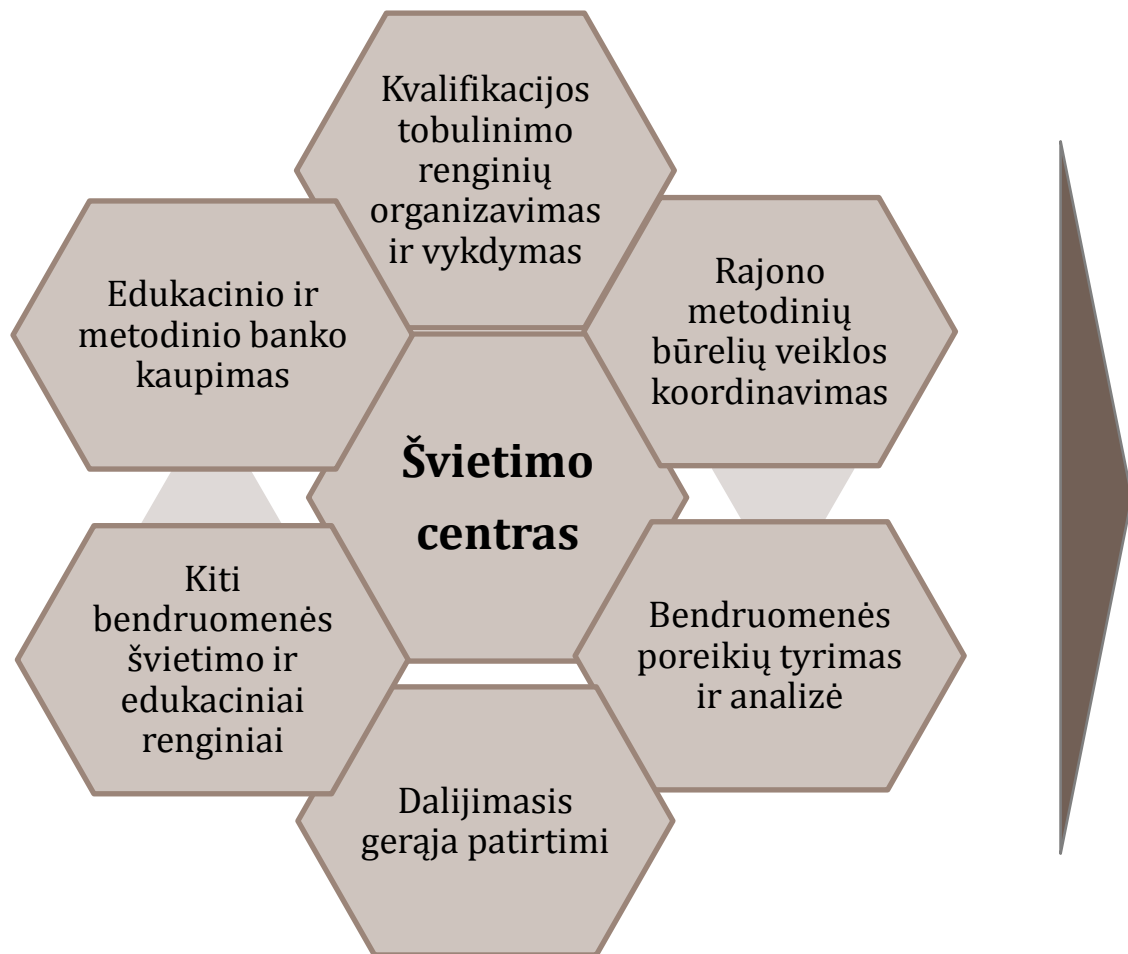 Kvalifikacijos
tobulinimo
renginių
organizavimas
ir vykdymas
Edukacinio ir
metodinio banko
kaupimas
Rajono
metodinių
būrelių veiklos
koordinavimas
Švietimo
centras
Kiti
bendruomenės
švietimo ir
edukaciniai
renginiai
Bendruomenės
poreikių tyrimas
ir analizė
Dalijimasis
gerąja patirtimi